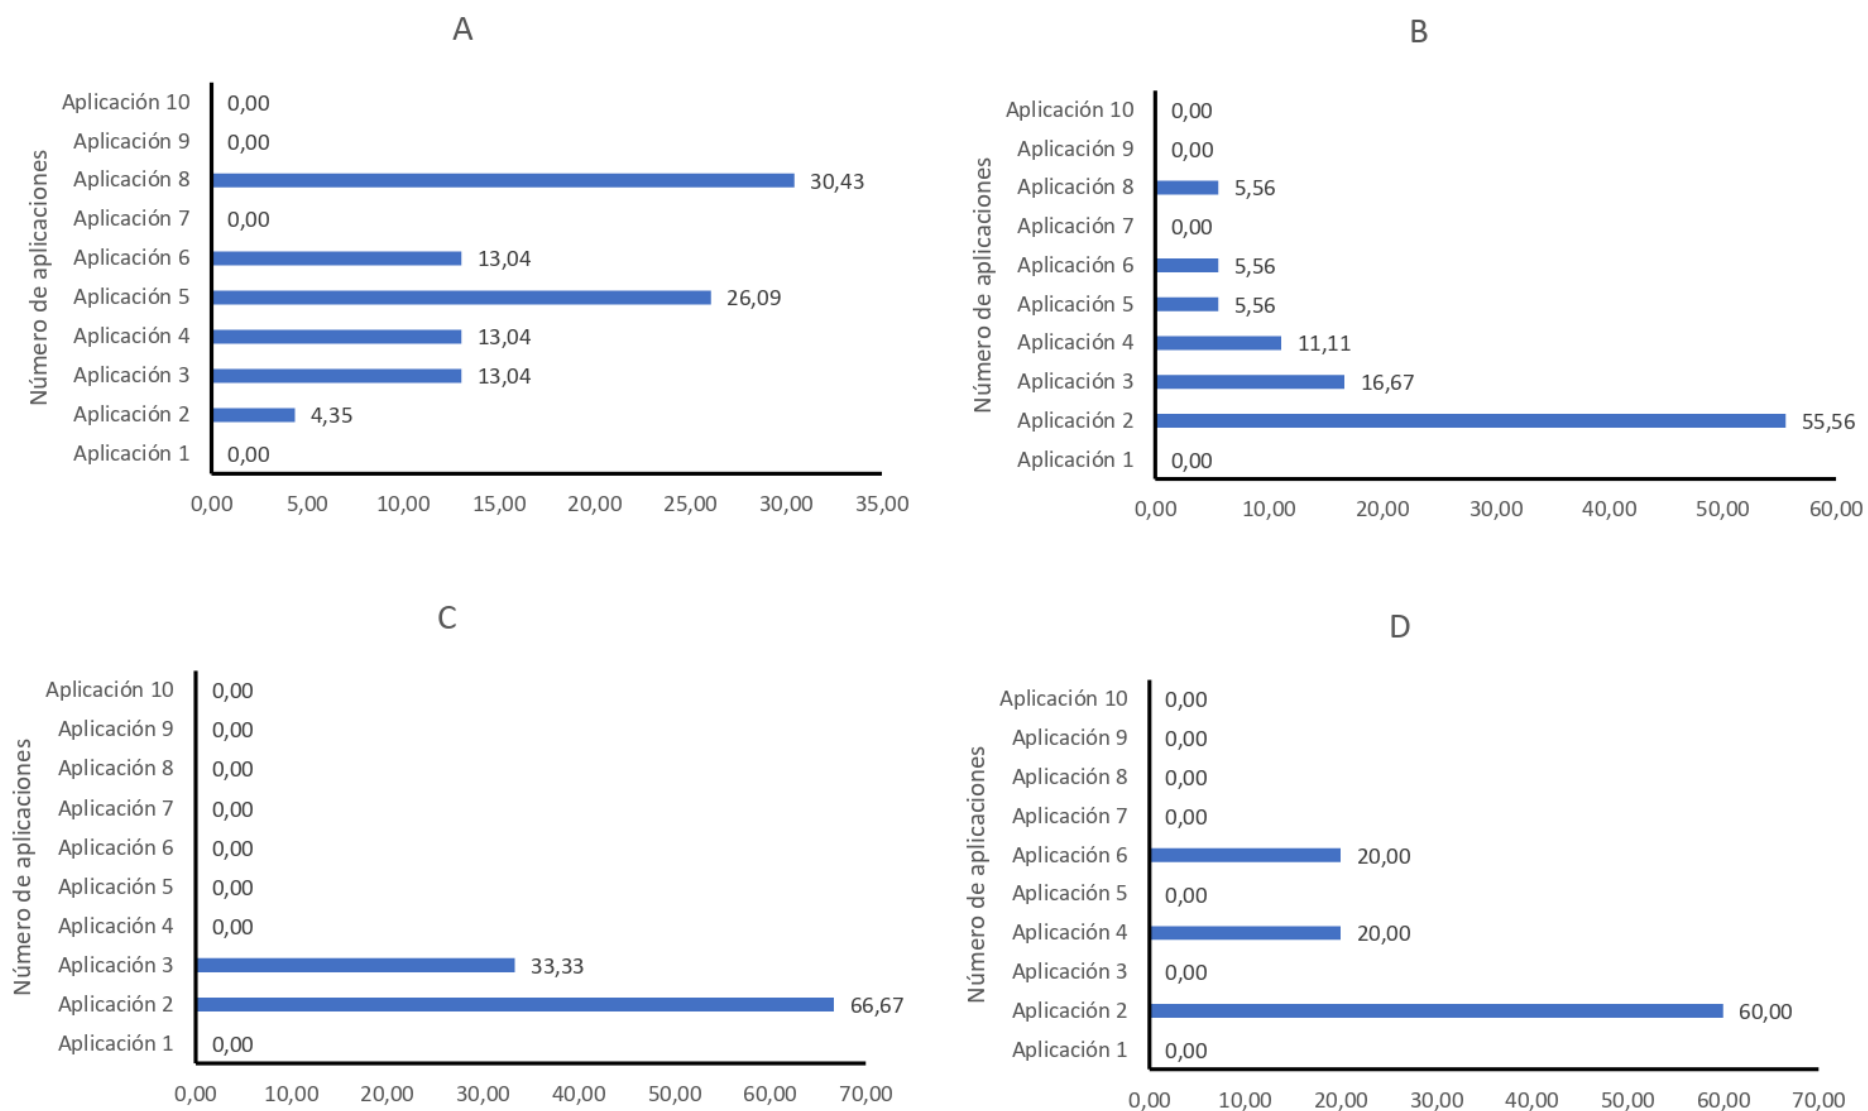 A
Número de aplicaciones
Aplicación 10 0,00
Aplicación 9 0,00
Aplicación 8 30,43
Aplicación 7 0,00
Aplicación 6 13,04
Aplicación 5 26,09
Aplicación 4 13,04
Aplicación 3 13,04
Aplicación 2 4,35
Aplicación 1 0,00
0,00 5,00 10,00 15,00 20,00 25,00 30,00 35,00
B
Número de aplicaciones
Aplicación 10 0,00
Aplicación 9 0,00
Aplicación 8 5,56
Aplicación 7 0,00
Aplicación 6 5,56
Aplicación 5 5,56
Aplicación 4 11,11
Aplicación 3 16,67
Aplicación 2 55,56
Aplicación 1 0,00
0,00 10,00 20,00 30,00 40,00 50,00 60,00
C
Número de aplicaciones
Aplicación 10 0,00
Aplicación 9 0,00
Aplicación 8 0,00
Aplicación 7 0,00
Aplicación 6 0,00
Aplicación 5 0,00
Aplicación 4 0,00
Aplicación 3 33,33
Aplicación 2 66,67
Aplicación 1 0,00
0,00 10,00 20,00 30,00 40,00 50,00 60,00 70,00
D
Número de aplicaciones
Aplicación 10 0,00
Aplicación 9 0,00
Aplicación 8 0,00
Aplicación 7 0,00
Aplicación 6 20,00
Aplicación 5 0,00
Aplicación 4 20,00
Aplicación 3 0,00
Aplicación 2 60,00
Aplicación 1 0,00
0,00 10,00 20,00 30,00 40,00 50,00 60,00 70,00